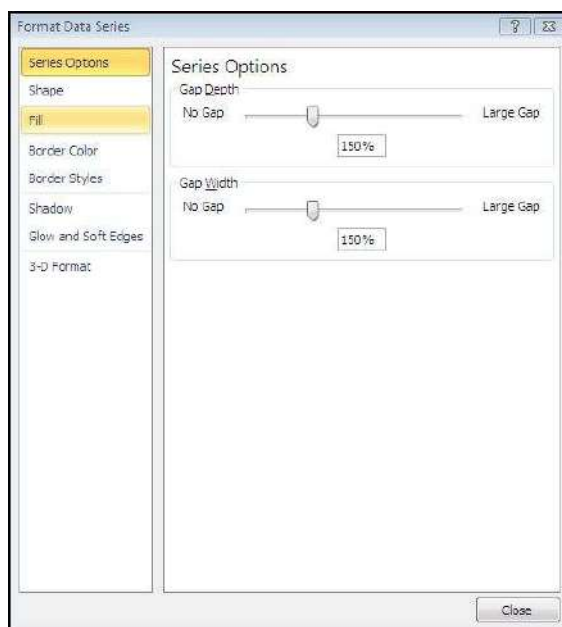 Format Data Series
Series Options
Shape
Fill
Border Color
Border Styles
Shadow
Glow and Soft Edges
3-D Format
Series Options
Gap Depth
No Gap Large Gap
150%
Gap Width
No Gap Large Gap
150%
Close